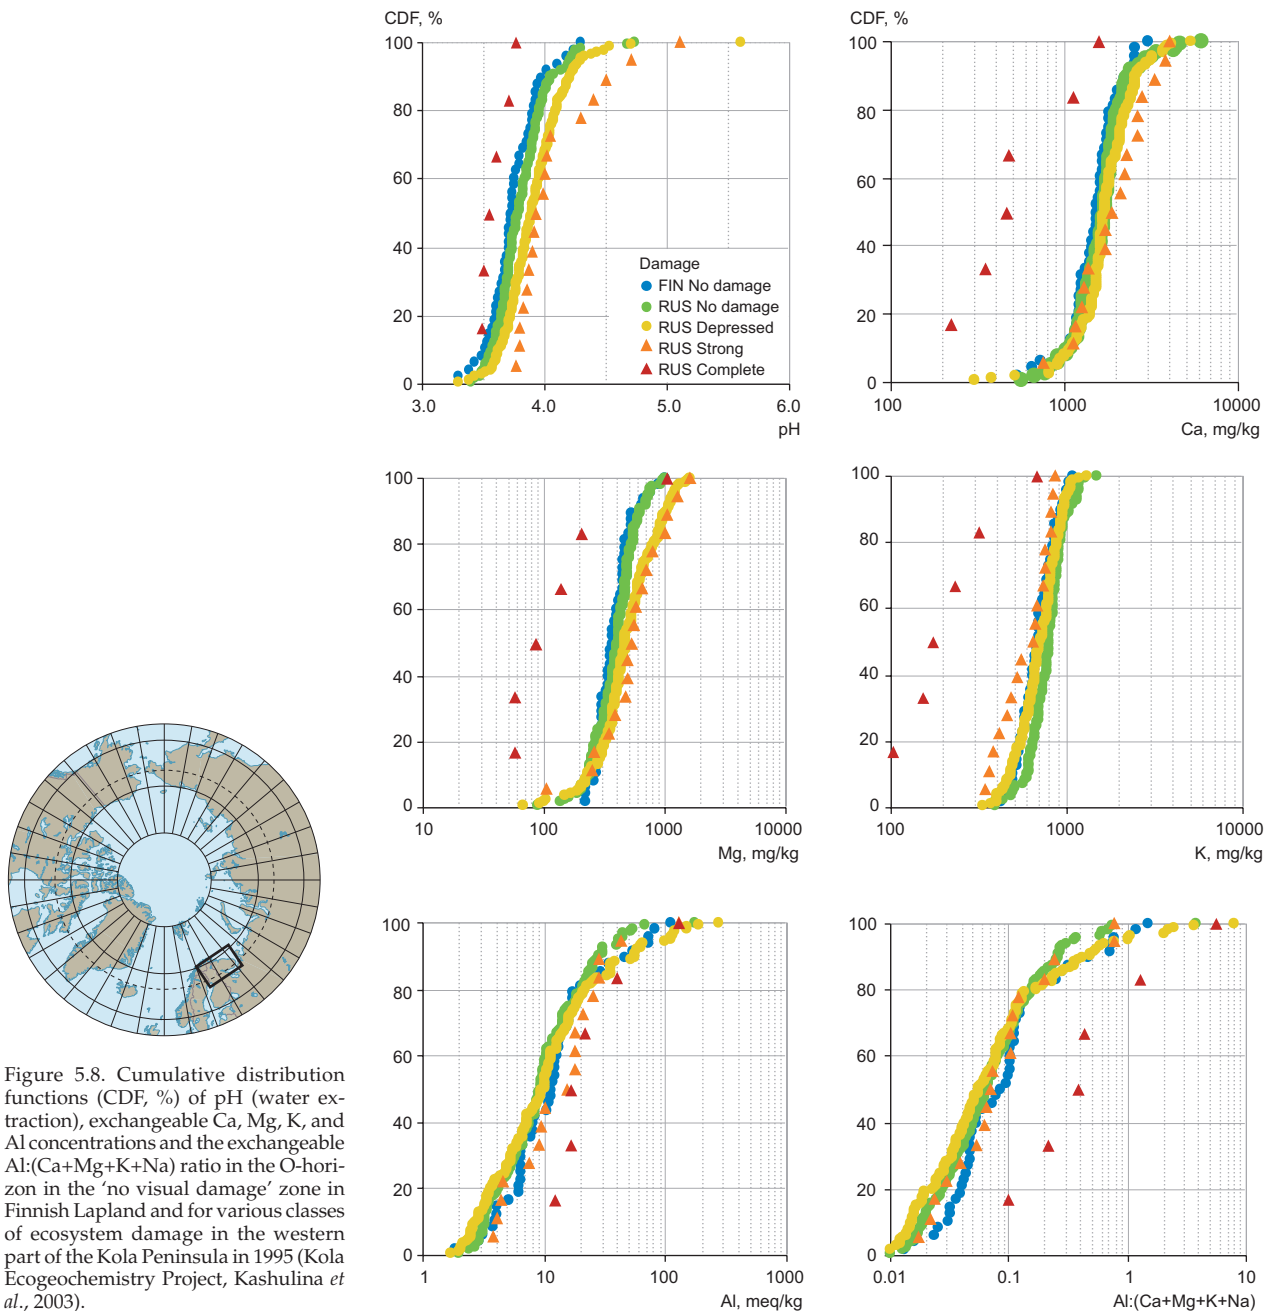 CDF, %
100
80
60
40
20
0
3.0
4.0
5.0
6.0
pH
Damage
FIN No damage
RUS No damage
RUS Depressed
RUS Strong
RUS Complete
CDF, %
100
80
60
40
20
0
100
1000
10000
Ca, mg/kg
100
80
60
40
20
0
10
100
1000
10000
Mg, mg/kg
100
80
60
40
20
0
100
1000
10000
K, mg/kg
100
80
60
40
20
0
1
10
100
1000
Al, meq/kg
100
80
60
40
20
0
0.01
0.1
1
10
Al:(Ca+Mg+K+Na)
Figure 5.8. Cumulative distribution
functions (CDF, %) of pH (water ex-
traction), exchangeable Ca, Mg, K, and
Al concentrations and the exchangeable
Al:(Ca+Mg+K+Na) ratio in the O-hori-
zon in the ‘no visual damage’ zone in
Finnish Lapland and for various classes
of ecosystem damage in the western
part of the Kola Peninsula in 1995 (Kola
Ecogeochemistry Project, Kashulina et
al., 2003).